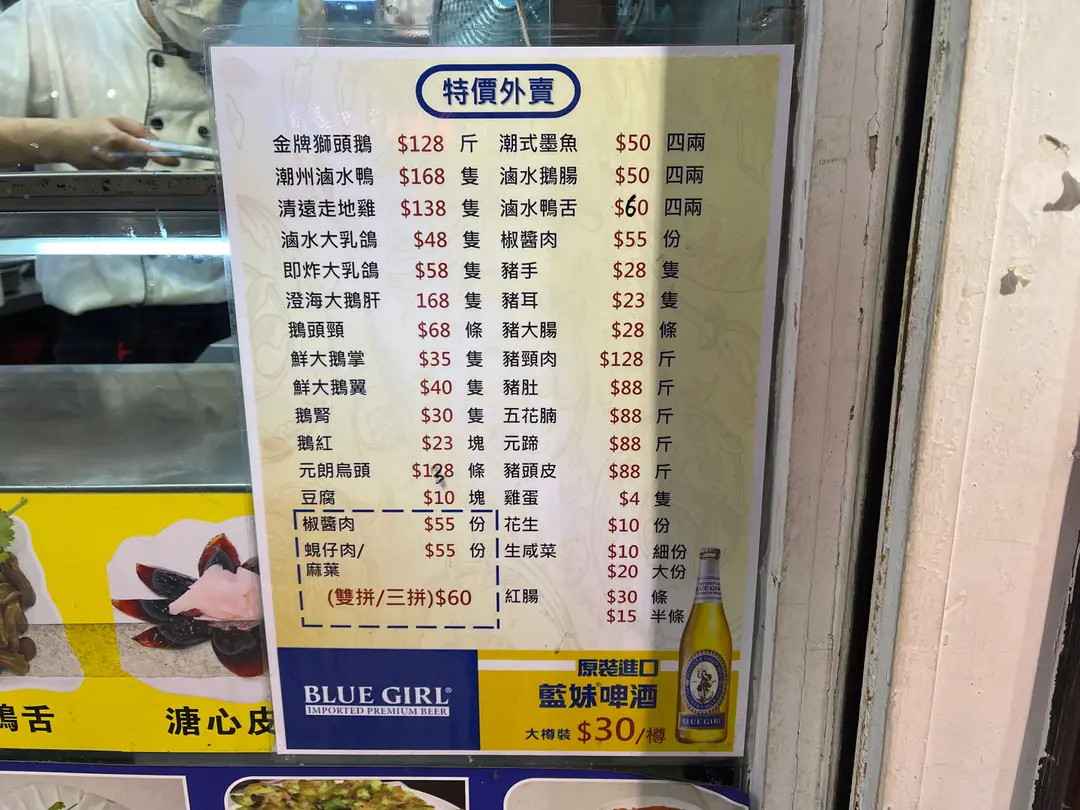 特價外賣
金牌獅頭鵝 $128 斤
潮州滷水鴨 $168 隻
清遠走地雞 $138 隻
滷水大乳鴿 $48 隻
即炸大乳鴿 $58 隻
澄海大鵝肝 168 隻
鵝頭頸 $68 條
鮮大鵝掌 $35 隻
鮮大鵝翼 $40 隻
鵝腎 $30 隻
鵝紅 $23 塊
元朗烏頭 $138 條
豆腐 $10 塊
椒醬肉 $55 份
蜆仔肉/ $55 份
麻葉
(雙拼/三拼)$60
潮式墨魚 $50 四兩
滷水鵝腸 $50 四兩
滷水鴨舌 $60 四兩
椒醬肉 $55 份
豬手 $28 隻
豬耳 $23 隻
豬大腸 $28 條
豬頸肉 $128 斤
豬肚 $88 斤
五花腩 $88 斤
元蹄 $88 斤
豬頭皮 $88 斤
雞蛋 $4 隻
花生 $10 份
生咸菜 $10 細份
$20 大份
紅腸 $30 條
$15 半條
BLUE GIRL®
IMPORTED PREMIUM BEER
原裝進口
藍妹®啤酒
大樽裝 $30/樽
BLUE GIRL
BLUE GIRL
鴨舌
溏心皮